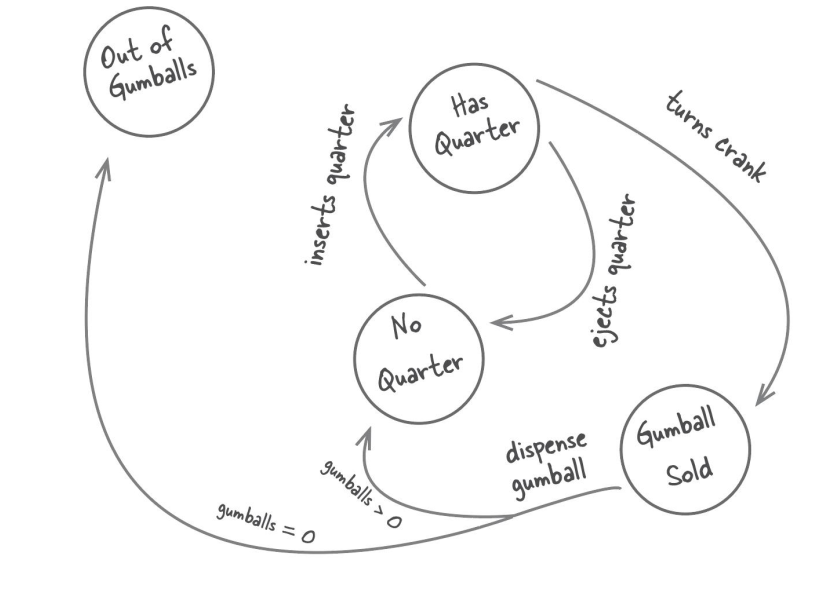 Out of
Gumballs
Has
Quarter
turns crank
inserts quarter
ejects quarter
No
Quarter
Gumball
Sold
dispense
gumball
gumballs > 0
gumballs = 0